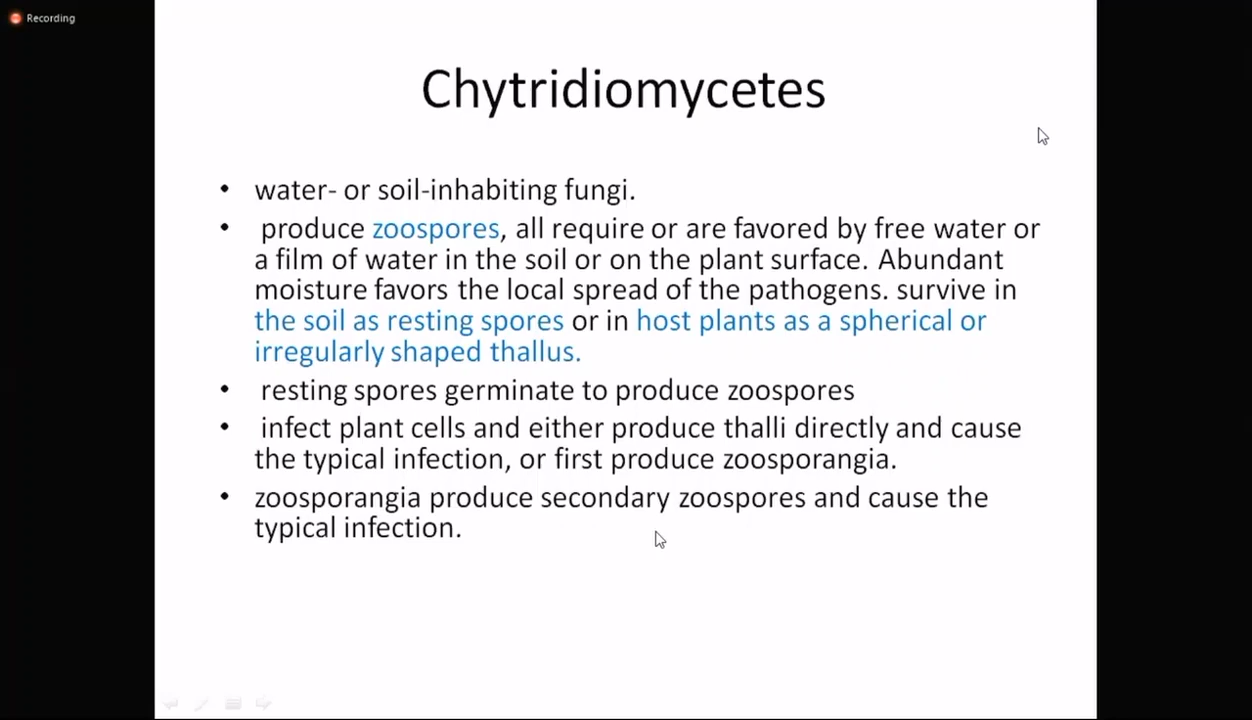 Recording
Chytridiomycetes
• water- or soil-inhabiting fungi.
• produce zoospores, all require or are favored by free water or
a film of water in the soil or on the plant surface. Abundant
moisture favors the local spread of the pathogens. survive in
the soil as resting spores or in host plants as a spherical or
irregularly shaped thallus.
• resting spores germinate to produce zoospores
• infect plant cells and either produce thalli directly and cause
the typical infection, or first produce zoosporangia.
• zoosporangia produce secondary zoospores and cause the
typical infection.